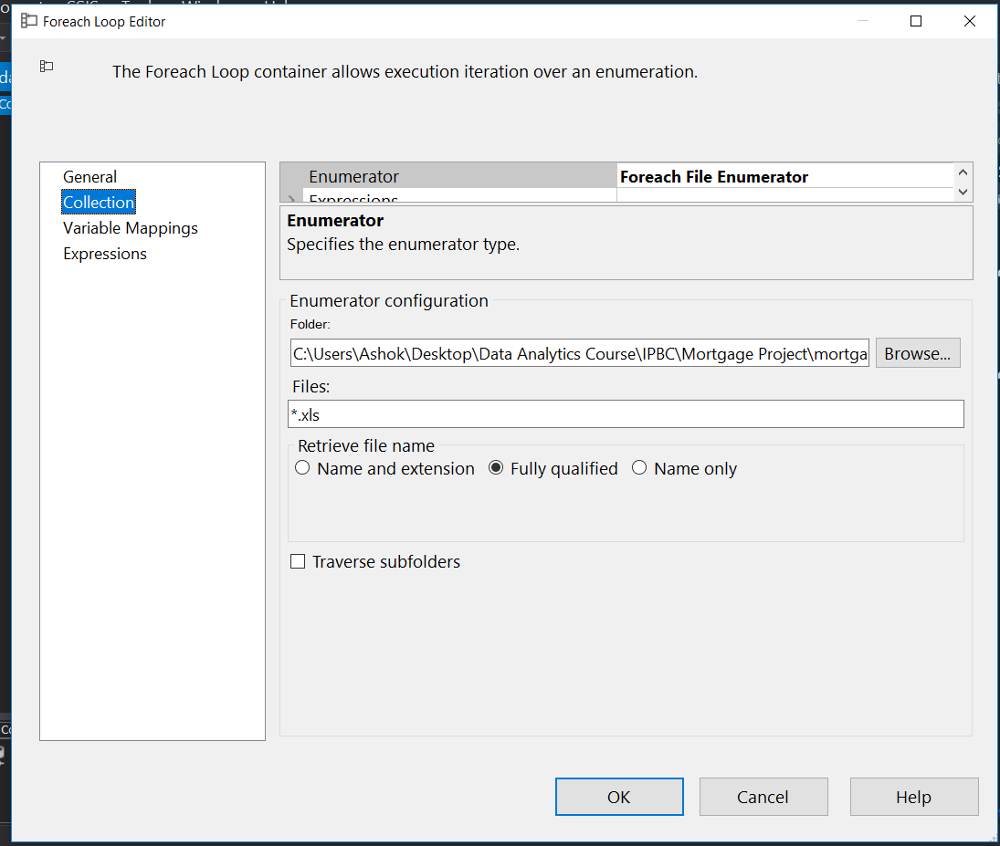 Foreach Loop Editor
The Foreach Loop container allows execution iteration over an enumeration.
General
Collection
Variable Mappings
Expressions
Enumerator Foreach File Enumerator
Expressions
Enumerator
Specifies the enumerator type.
Enumerator configuration
Folder:
C:\Users\Ashok\Desktop\Data Analytics Course\IPBC\Mortgage Project\mortga
Browse...
Files:
*.xls
Retrieve file name
Name and extension Fully qualified Name only
Traverse subfolders
OK Cancel Help